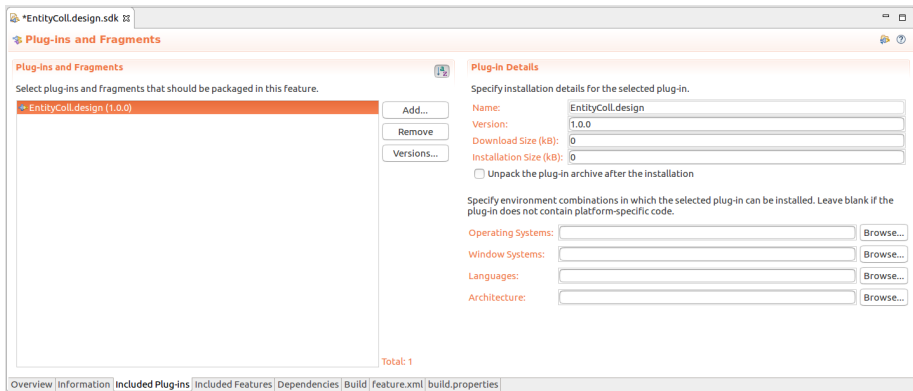 *EntityColl.design.sdk
Plug-ins and Fragments
Plug-ins and Fragments
Select plug-ins and fragments that should be packaged in this feature.
EntityColl.design (1.0.0)
Add...
Remove
Versions...
Total: 1
Plug-in Details
Specify installation details for the selected plug-in.
Name: EntityColl.design
Version: 1.0.0
Download Size (kB): 0
Installation Size (kB): 0
Unpack the plug-in archive after the installation
Specify environment combinations in which the selected plug-in can be installed. Leave blank if the
plug-in does not contain platform-specific code.
Operating Systems: Browse...
Window Systems: Browse...
Languages: Browse...
Architecture: Browse...
Overview Information Included Plug-ins Included Features Dependencies Build feature.xml build.properties